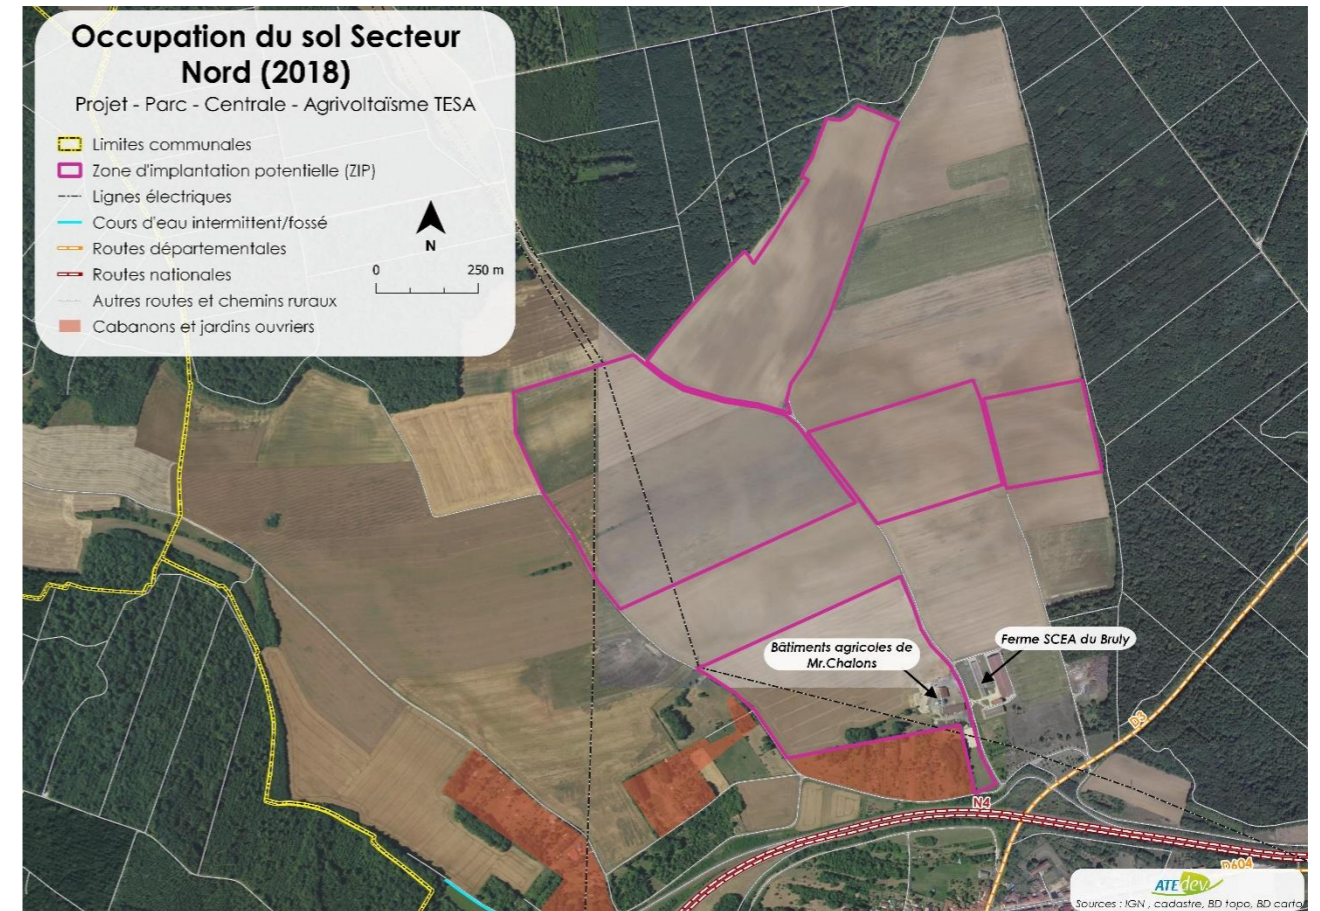 Occupation du sol Secteur
Nord (2018)
Projet - Parc - Centrale - Agrivoltaïsme TESA
Limites communales
Zone d'implantation potentielle (ZIP)
Lignes électriques
Cours d'eau intermittent/fossé
Routes départementales
Routes nationales
Autres routes et chemins ruraux
Cabanons et jardins ouvriers
N
0 250 m
Bâtiments agricoles de
Mr.Chalons
Ferme SCEA du Bruly
D3
N4
D604
ATEdev
Sources : IGN , cadastre, BD topo, BD carto